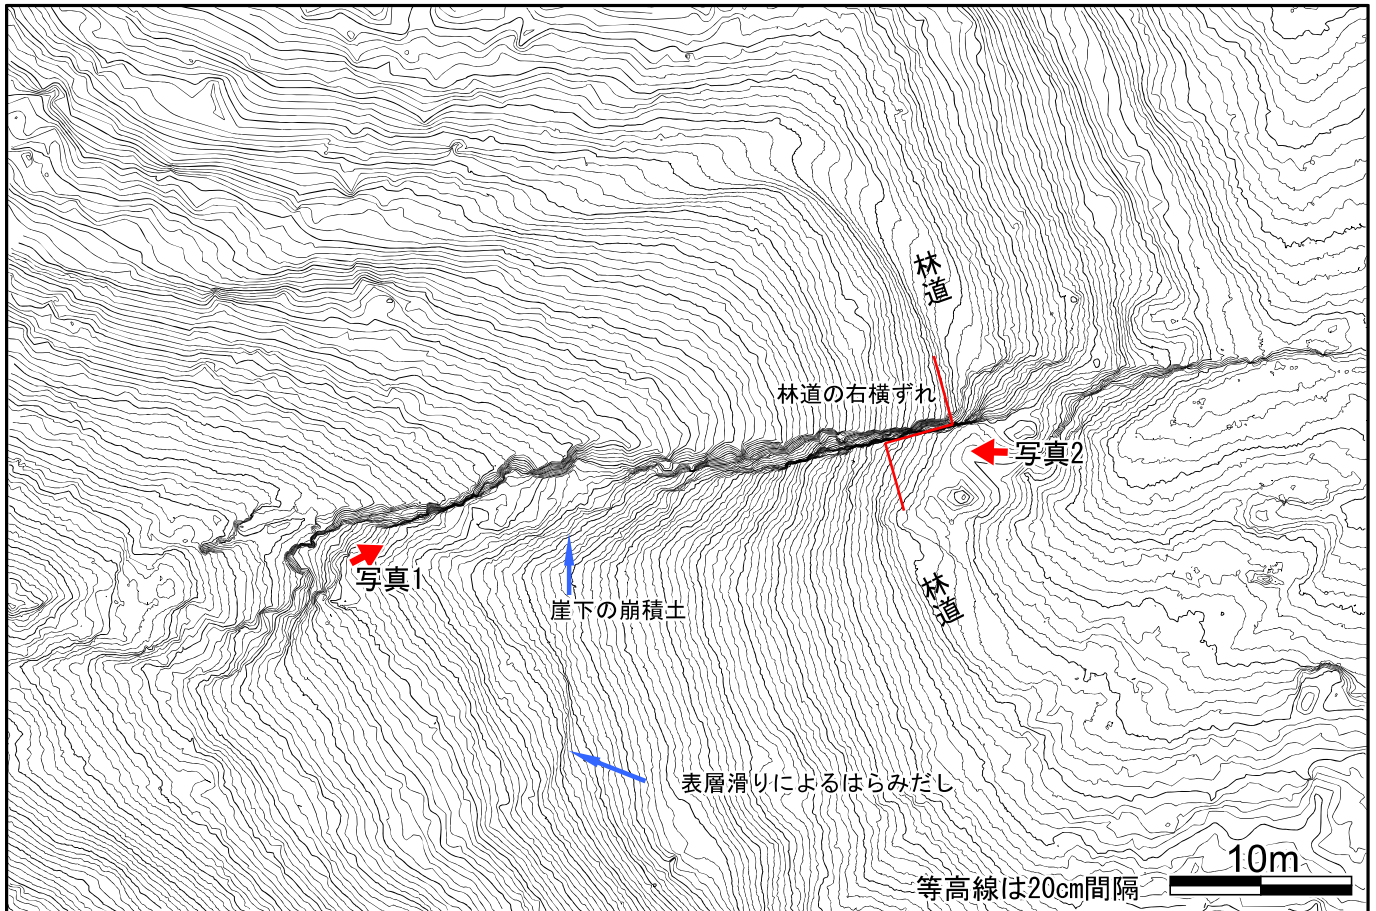 林道
林道の右横ずれ
写真2
写真1
崖下の崩積土
林道
表層滑りによるはらみだし
10m
等高線は20cm間隔